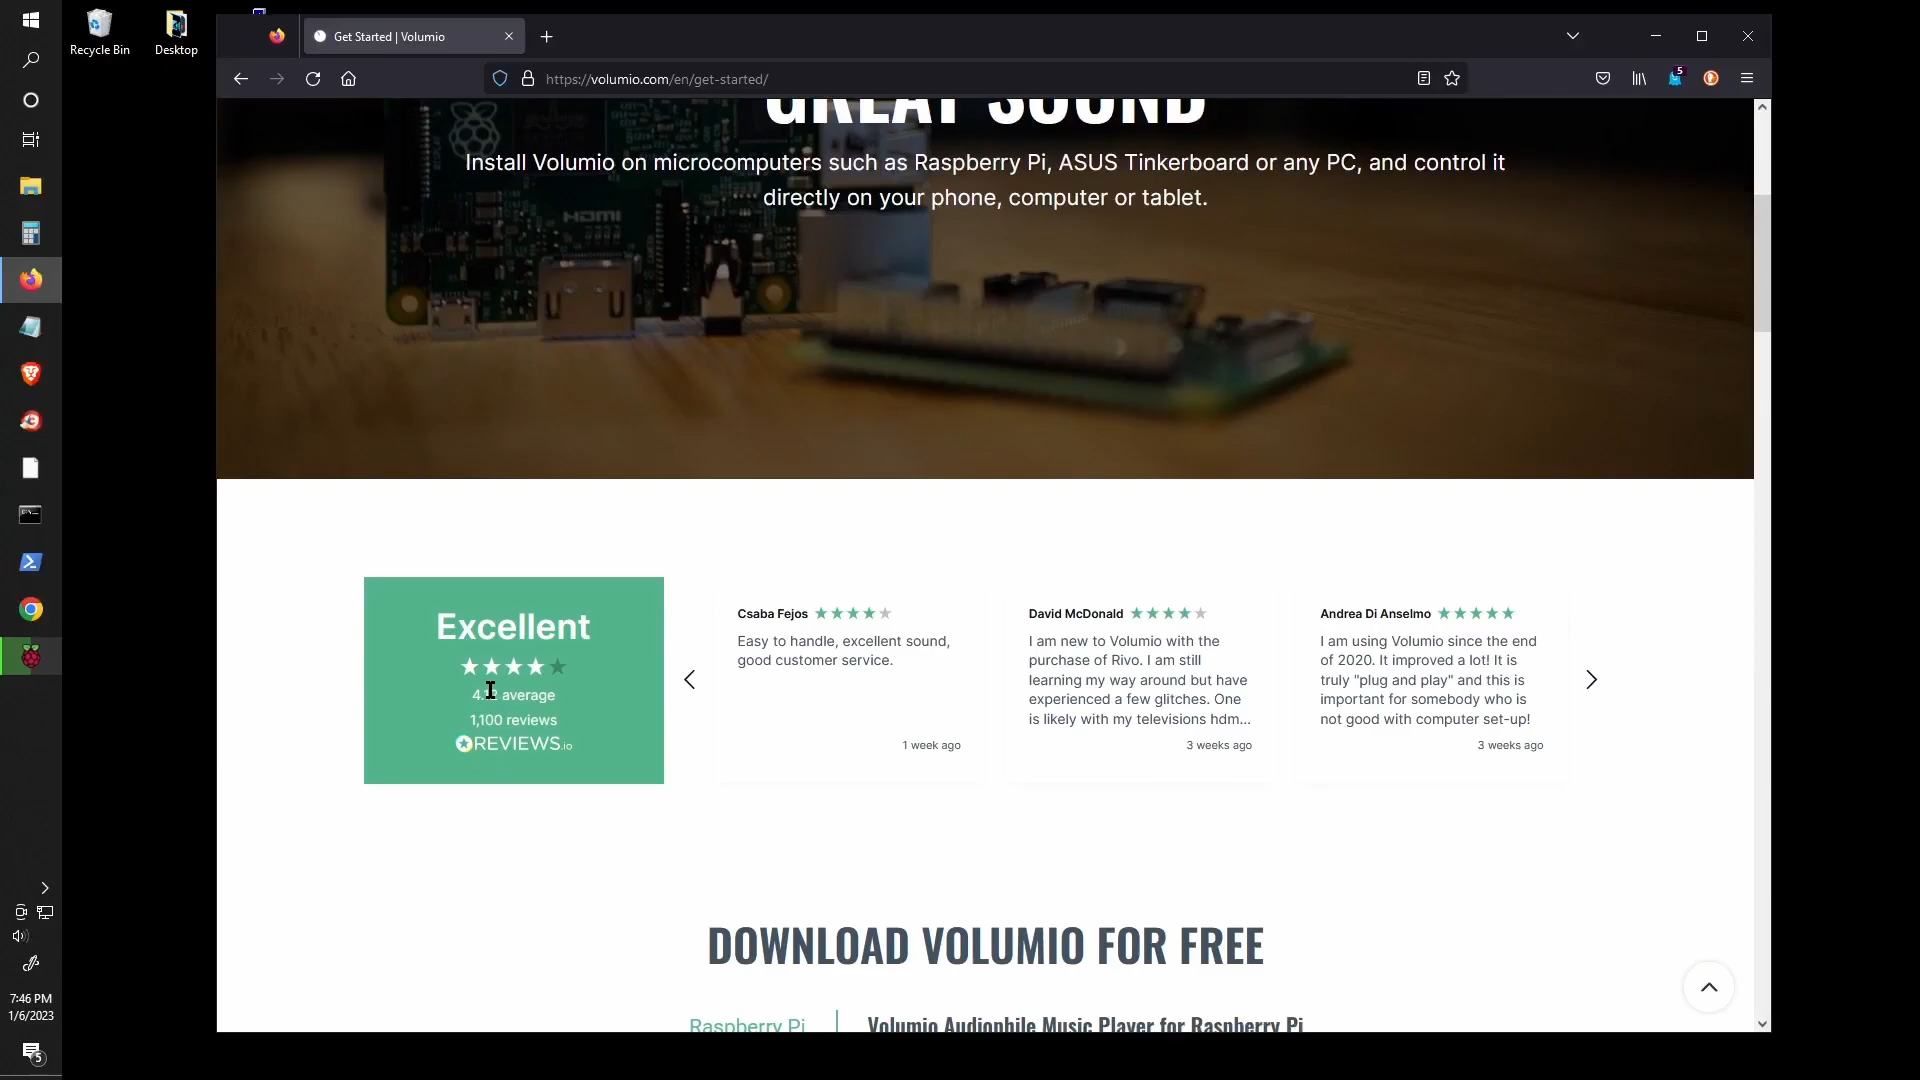 Recycle Bin
Desktop
Get Started | Volumio
https://volumio.com/en/get-started/
5
GREAT SOUND
Install Volumio on microcomputers such as Raspberry Pi, ASUS Tinkerboard or any PC, and control it
directly on your phone, computer or tablet.
HDMI
Excellent
average
1,100 reviews
REVIEWS.io
Csaba Fejos
Easy to handle, excellent sound,
good customer service.
1 week ago
David McDonald
I am new to Volumio with the
purchase of Rivo. I am still
learning my way around but have
experienced a few glitches. One
is likely with my televisions hdm...
3 weeks ago
Andrea Di Anselmo
I am using Volumio since the end
of 2020. It improved a lot! It is
truly "plug and play" and this is
important for somebody who is
not good with computer set-up!
3 weeks ago
DOWNLOAD VOLUMIO FOR FREE
Raspberry Pi
Volumio Audiophile Music Player for Raspberry Pi
7:46 PM
1/6/2023
5